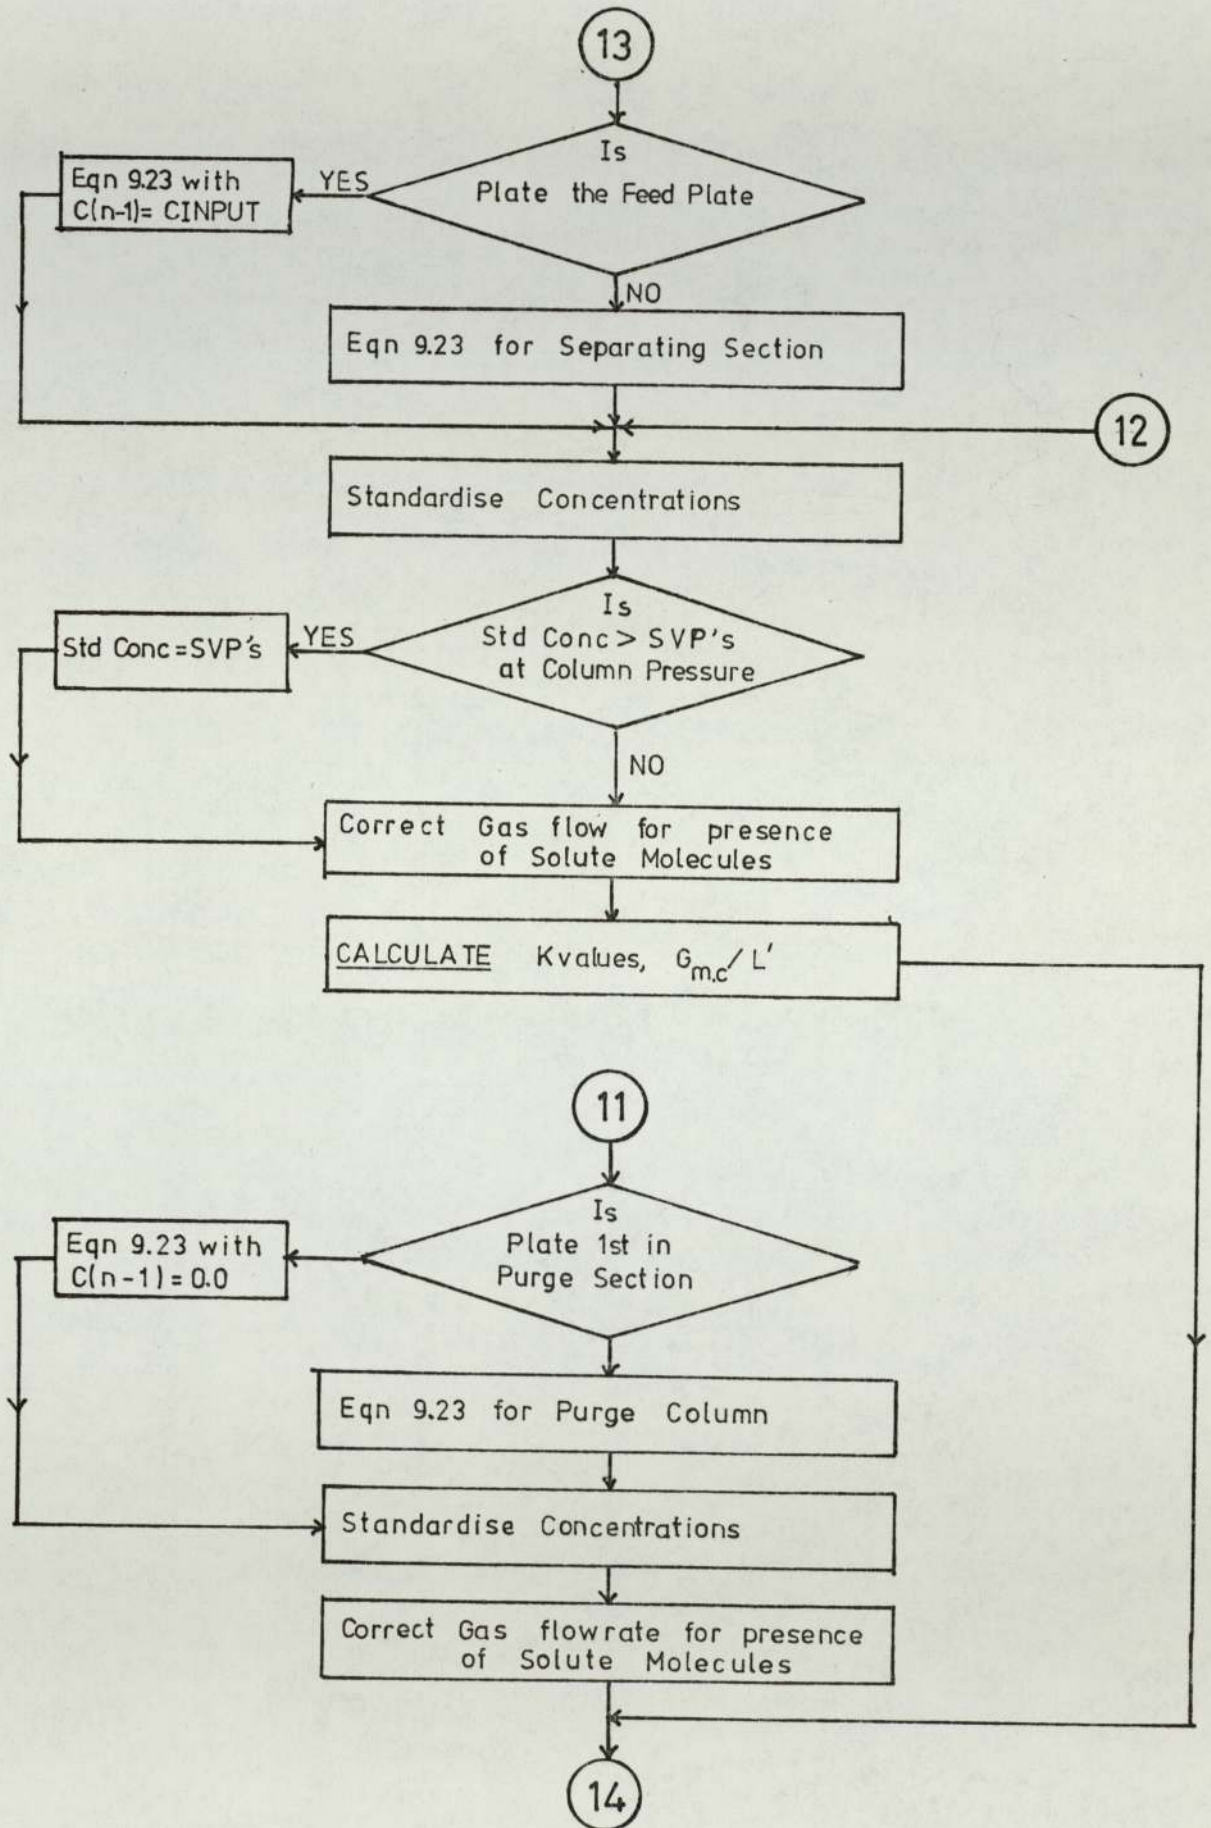 13
Is
Plate the Feed Plate
YES
Eqn 9.23 with
C(n-1)= CINPUT
NO
Eqn 9.23 for Separating Section
12
Standardise Concentrations
Is
Std Conc > SVP's
at Column Pressure
YES
Std Conc=SVP's
NO
Correct Gas flow for presence
of Solute Molecules
CALCULATE Kvalues, Gm,c/L'
11
Is
Plate 1st in
Purge Section
Eqn 9.23 with
C(n-1) = 0.0
Eqn 9.23 for Purge Column
Standardise Concentrations
Correct Gas flowrate for presence
of Solute Molecules
14